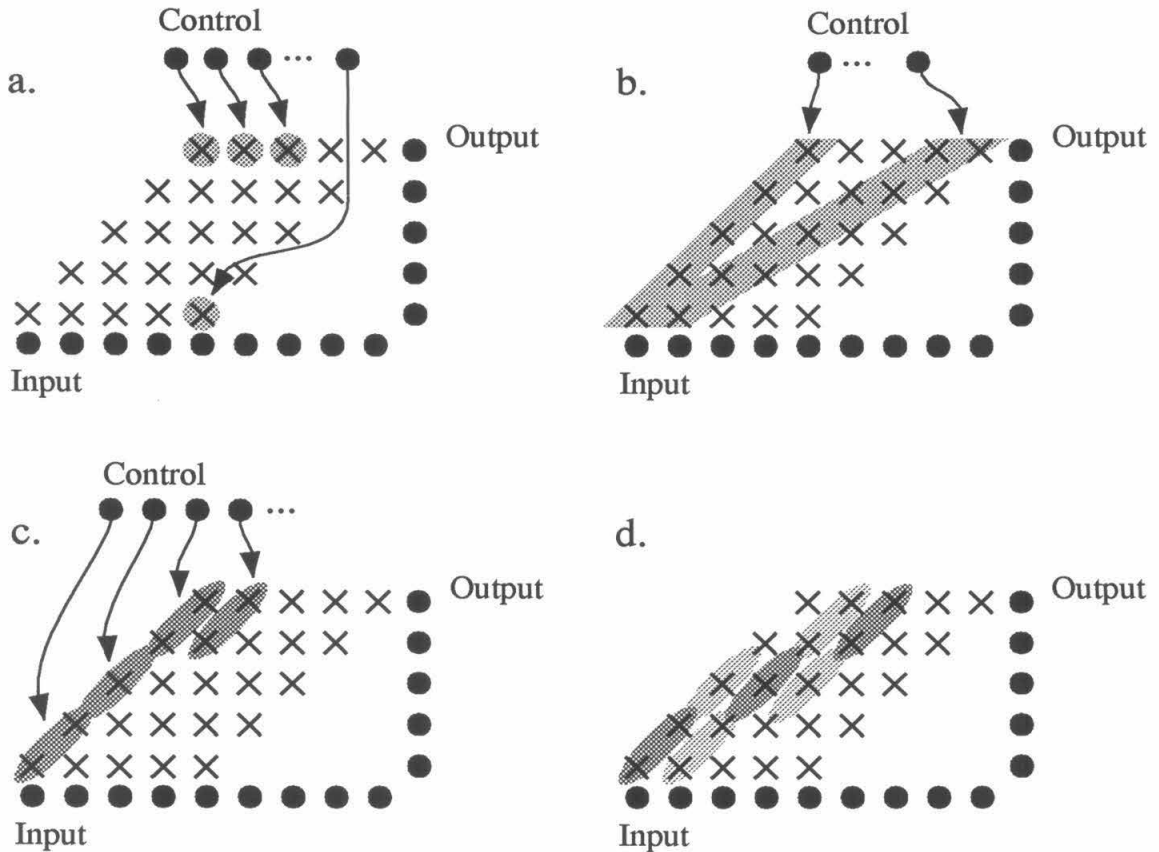 Control
...
a.
Output
Input
Control
...
b.
Output
Input
Control
...
c.
Output
Input
d.
Output
Input